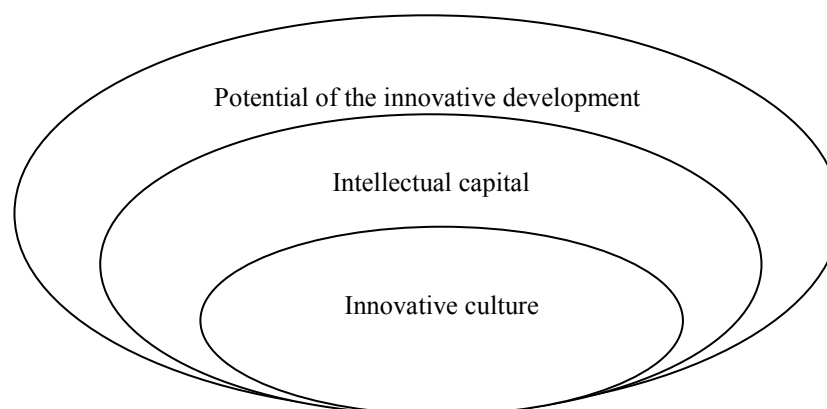 Potential of the innovative development
Intellectual capital
Innovative culture